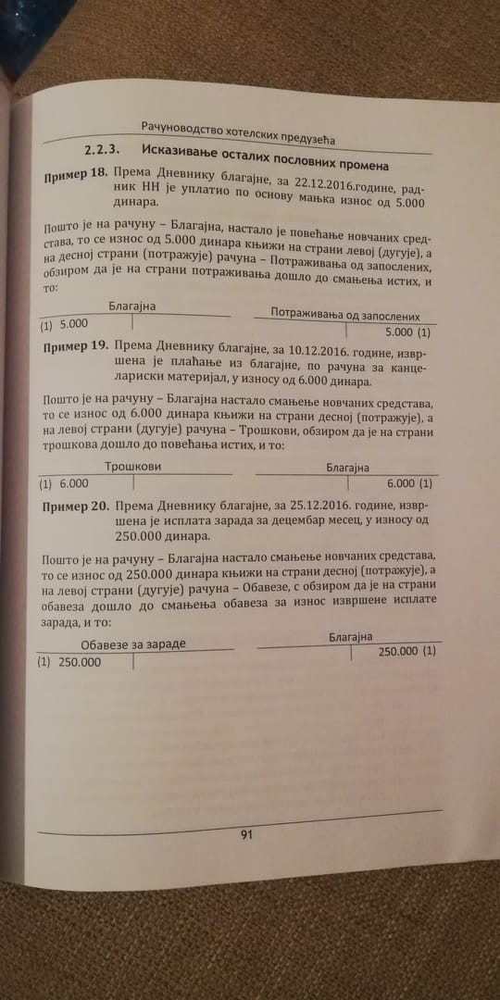 Рачуноводство хотелских предузећа
2.2.3. Исказивање осталих пословних промена
Пример 18. Према Дневнику благајне, за 22.12.2016.године, рад-
ник НН је уплатио по основу мањка износ од 5.000
динара.
Пошто је на рачуну – Благајна, настало је повећање новчаних сред-
става, то се износ од 5.000 динара књижи на страни левој (дугује), а
на десној страни (потражује) рачуна – Потраживања од запослених,
обзиром да је на страни потраживања дошло до смањења истих, и
то:
Благајна Потраживања од запослених
(1) 5.000 5.000 (1)
Пример 19. Према Дневнику благајне, за 10.12.2016. године, извр-
шена је плаћање из благајне, по рачуна за канце-
лариски материјал, у износу од 6.000 динара.
Пошто је на рачуну – Благајна настало смањење новчаних средстава,
то се износ од 6.000 динара књижи на страни десној (потражује), а
на левој страни (дугује) рачуна – Трошкови, обзиром да је на страни
трошкова дошло до повећања истих, и то:
Трошкови Благајна
(1) 6.000 6.000 (1)
Пример 20. Према Дневнику благајне, за 25.12.2016. године, извр-
шена је исплата зарада за децембар месец, у износу од
250.000 динара.
Пошто је на рачуну – Благајна настало смањење новчаних средстава,
то се износ од 250.000 динара књижи на страни десној (потражује), а
на левој страни (дугује) рачуна – Обавезе, с обзиром да је на страни
обавеза дошло до смањења обавеза за износ извршене исплате
зарада, и то:
Обавезе за зараде Благајна
(1) 250.000 250.000 (1)
91